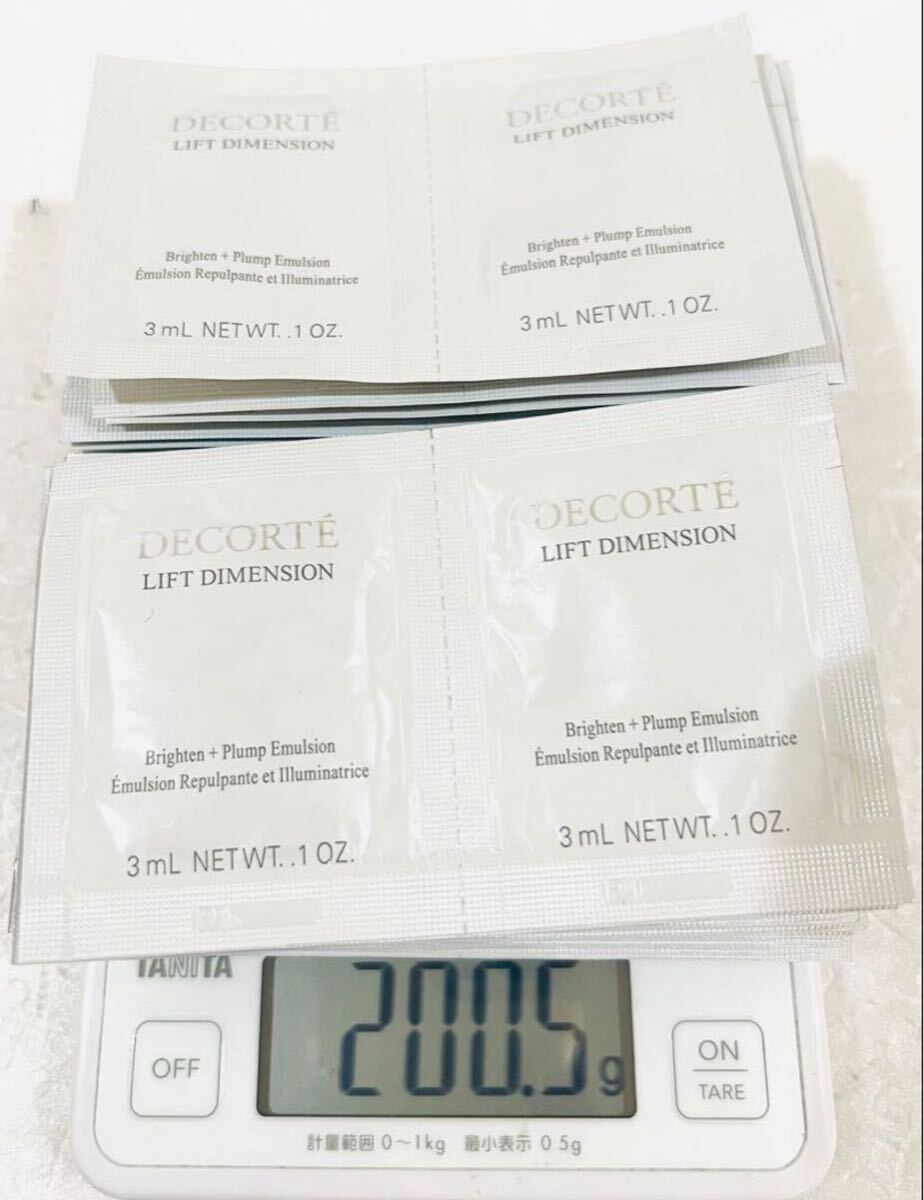 DECORTÉ
LIFT DIMENSION
Brighten + Plump Emulsion
Émulsion Repulpante et Illuminatrice
3 mL NET WT. .1 OZ.
DECORTÉ
LIFT DIMENSION
Brighten + Plump Emulsion
Émulsion Repulpante et Illuminatrice
3 mL NET WT. .1 OZ.
DECORTÉ
LIFT DIMENSION
Brighten + Plump Emulsion
Émulsion Repulpante et Illuminatrice
3 mL NET WT. .1 OZ.
DECORTÉ
LIFT DIMENSION
Brighten + Plump Emulsion
Émulsion Repulpante et Illuminatrice
3 mL NET WT. .1 OZ.
TANITA
OFF
200.5g
ON
TARE
計量範囲 0～1kg 最小表示 0.5g